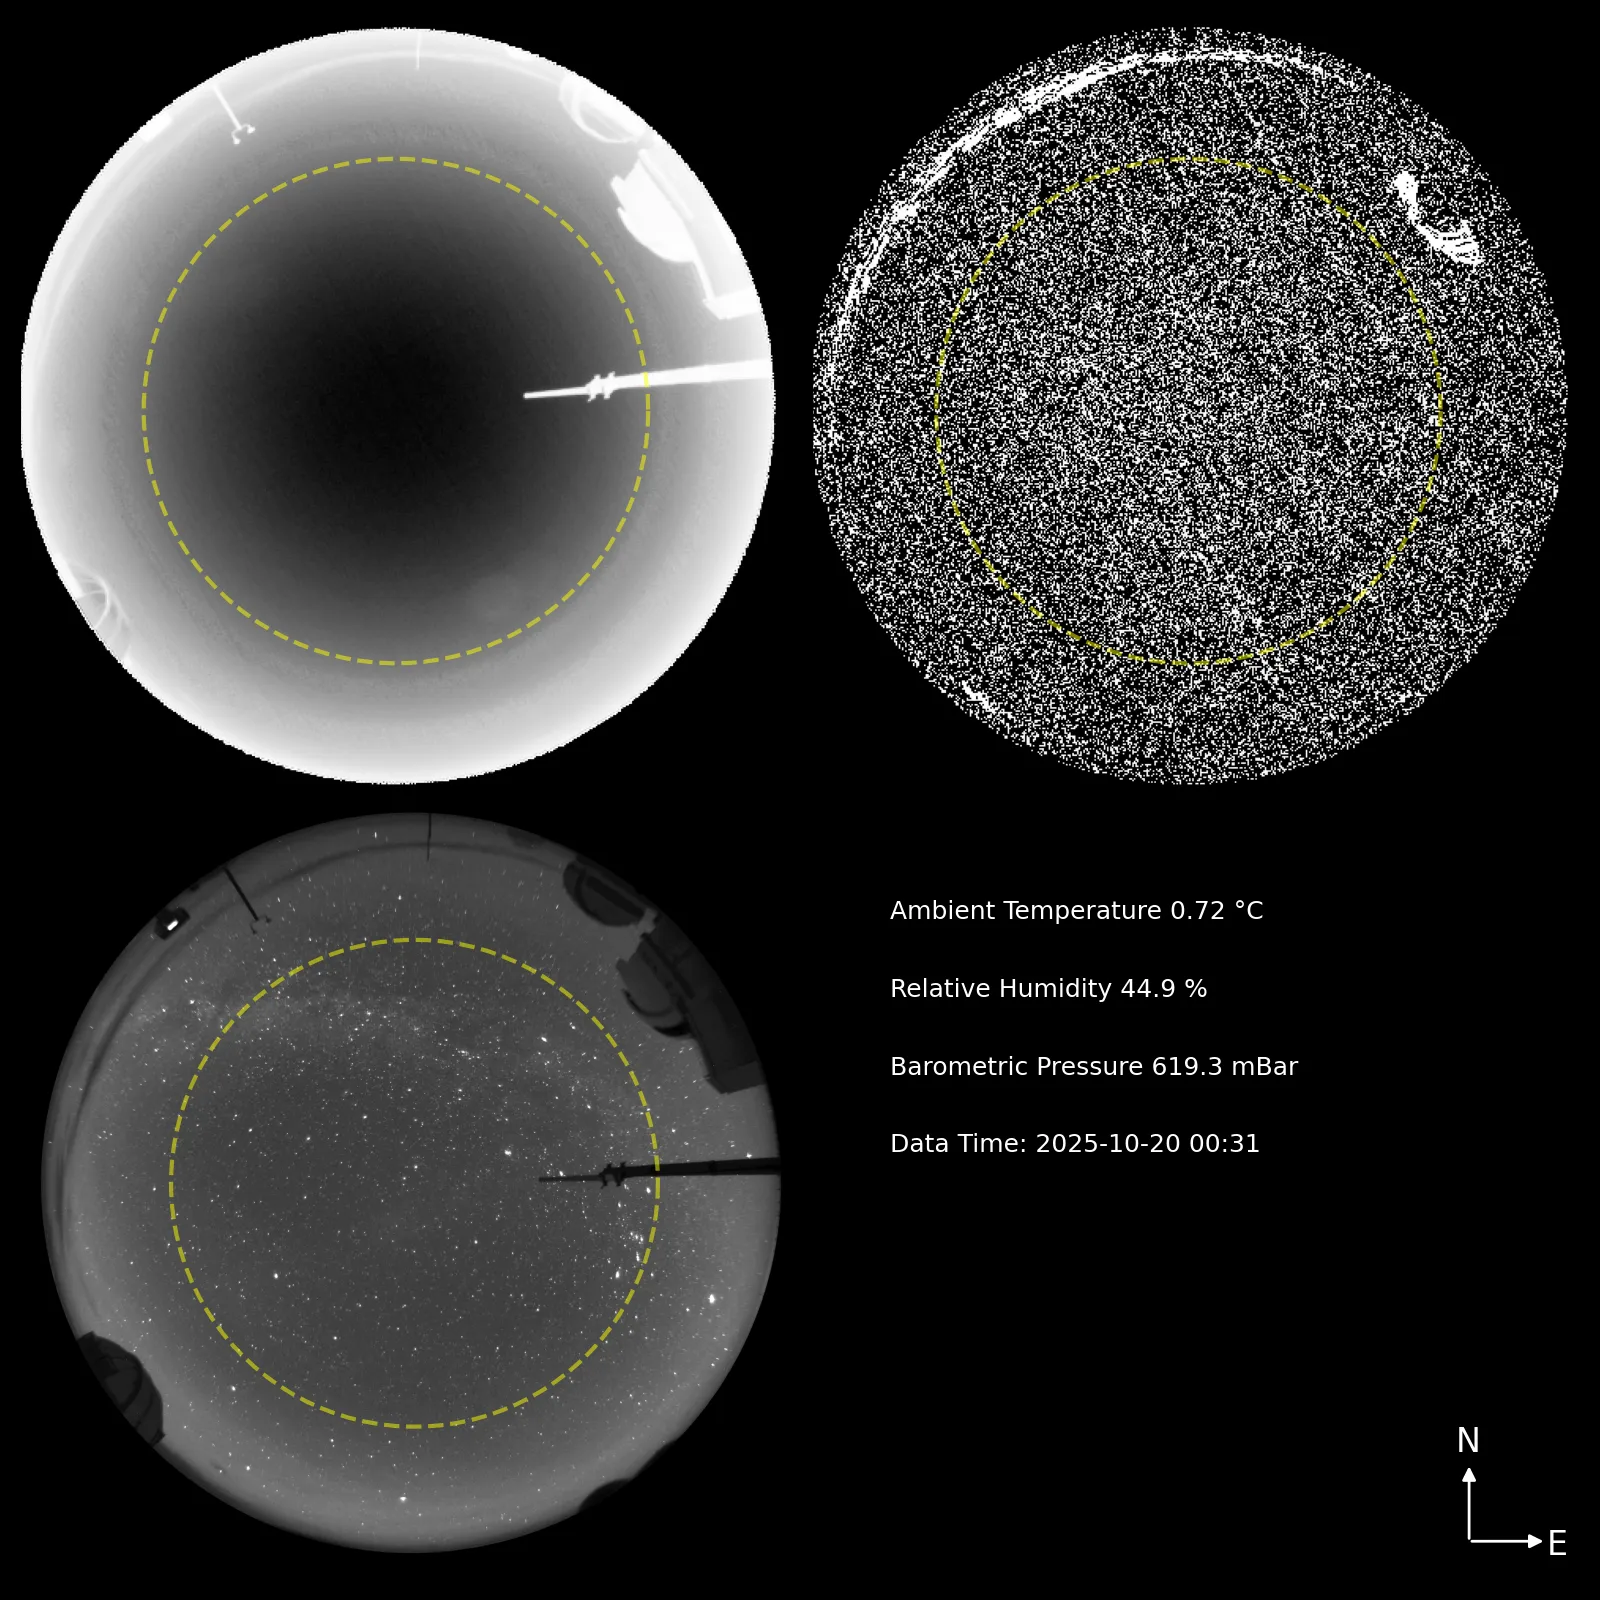 Ambient Temperature 0.72 °C
Relative Humidity 44.9 %
Barometric Pressure 619.3 mBar
Data Time: 2025-10-20 00:31
N
E